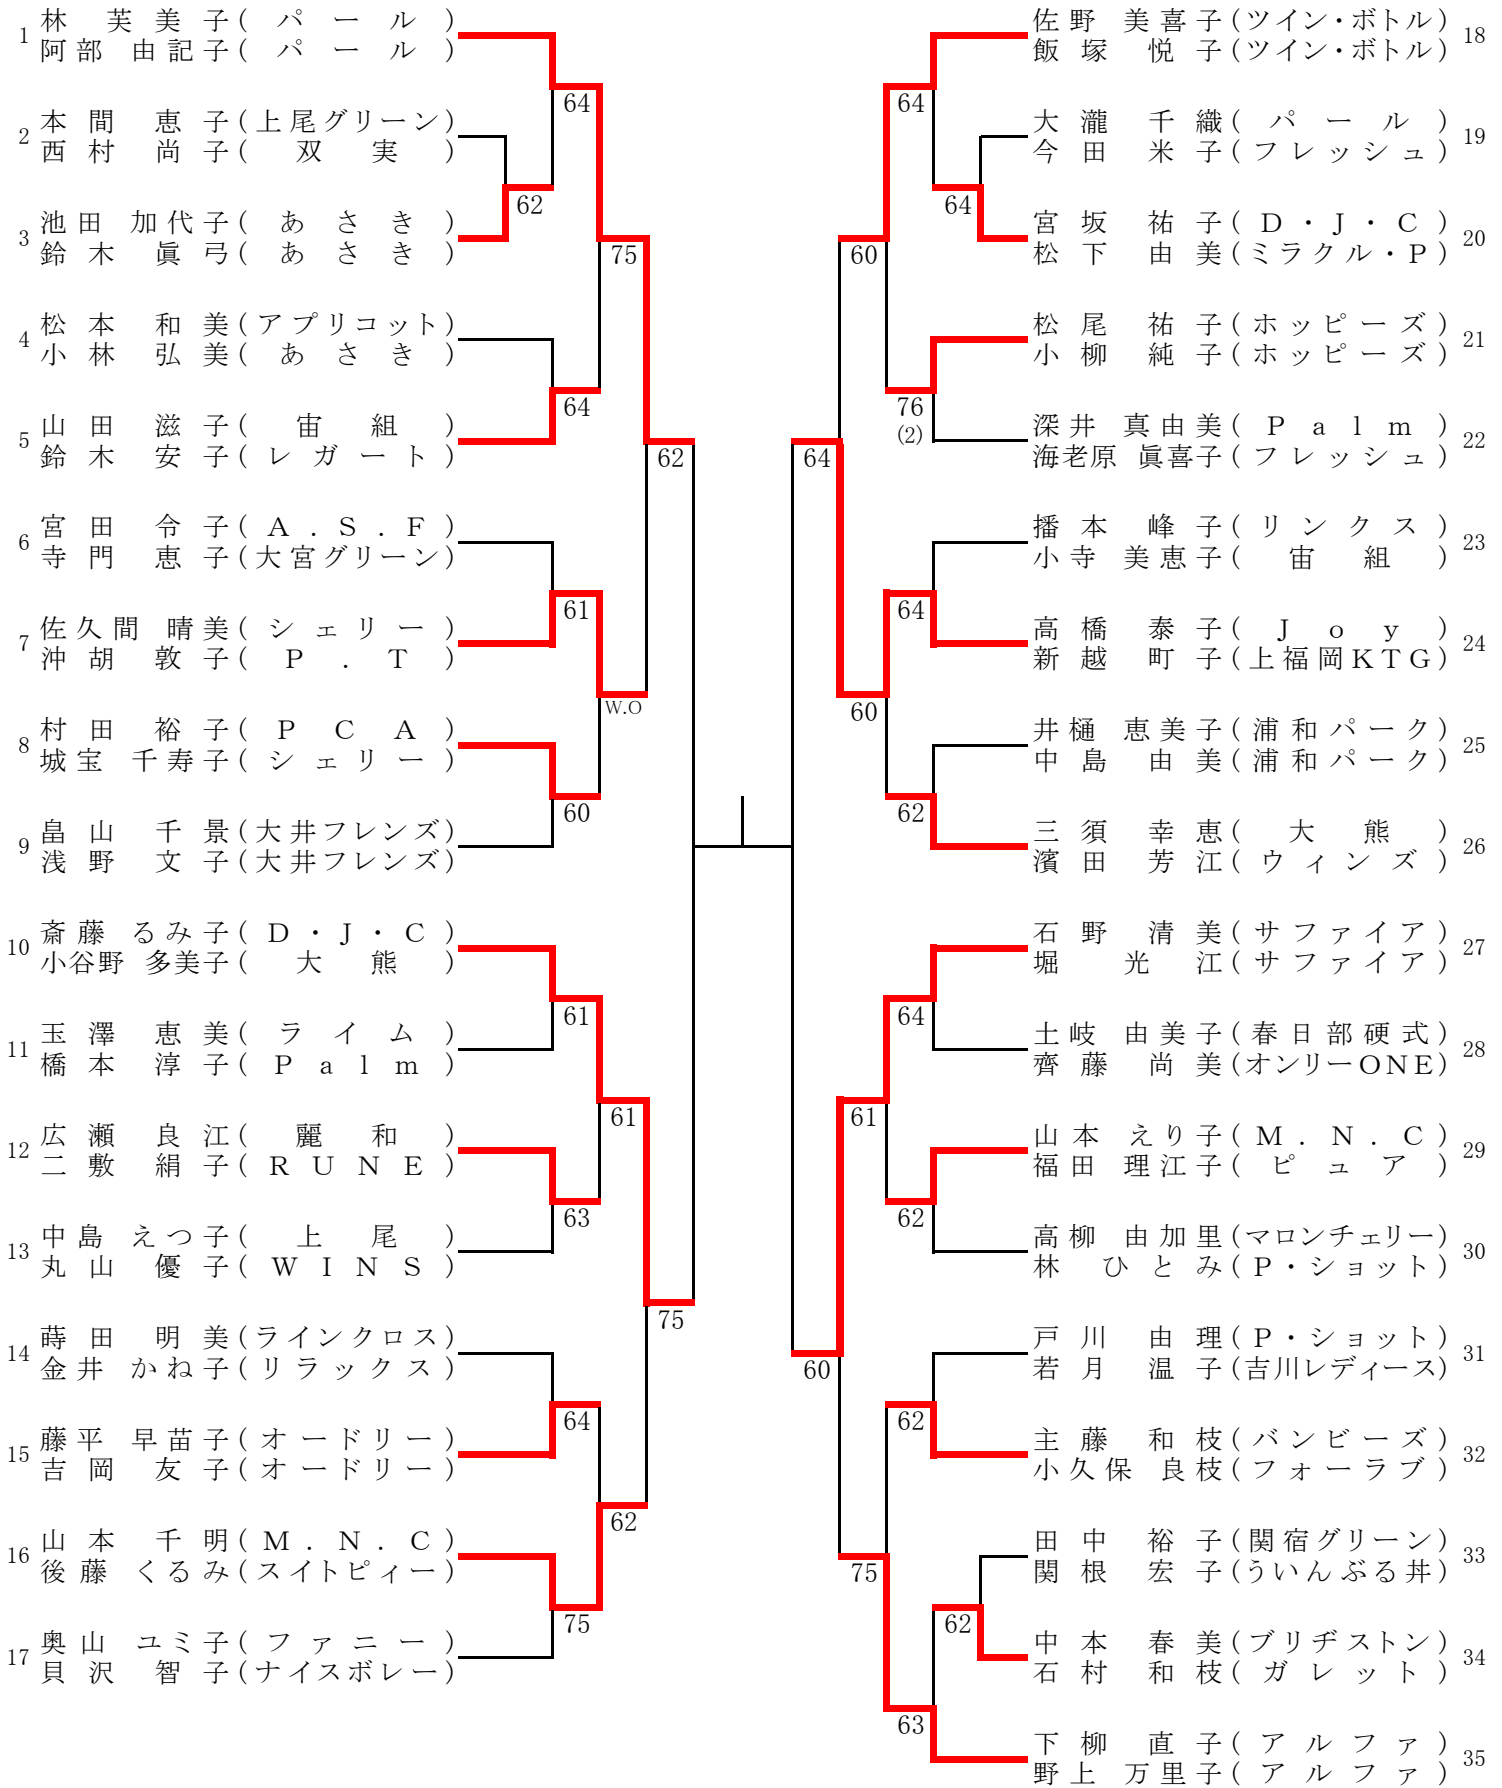 1 林 芙美子(パール)
阿部 由記子(パール)
2 本間 恵子(上尾グリーン)
西村 尚子(双実)
3 池田 加代子(あさき)
鈴木 眞弓(あさき)
4 松本 和美(アプリコット)
小林 弘美(あさき)
5 山田 滋子(宙組)
鈴木 安子(レガート)
6 宮田 令子(A.S.F)
寺門 恵子(大宮グリーン)
7 佐久間 晴美(シェリー)
沖胡 敦子(P.T)
8 村田 裕子(PCA)
城宝 千寿子(シェリー)
9 畠山 千景(大井フレンズ)
浅野 文子(大井フレンズ)
10 斎藤 るみ子(D・J・C)
小谷野 多美子(大熊)
11 玉澤 恵美(ライム)
橋本 淳子(Palm)
12 広瀬 良江(麗和)
二敷 絹子(RUNE)
13 中島 えつ子(上尾)
丸山 優子(WINS)
14 蒔田 明美(ラインクロス)
金井 かね子(リラックス)
15 藤平 早苗子(オードリー)
吉岡 友子(オードリー)
16 山本 千明(M.N.C)
後藤 くるみ(スイトピィー)
17 奥山 ユミ子(ファニー)
貝沢 智子(ナイスボレー)
64
62
75
64
62
61
W.O
60
61
61
63
75
64
62
75
64
64
60
76
(2)
64
64
60
62
64
61
62
60
62
75
62
63
佐野 美喜子(ツイン・ボトル) 18
飯塚 悦子(ツイン・ボトル)
大瀧 千織(パール) 19
今田 米子(フレッシュ)
宮坂 祐子(D・J・C) 20
松下 由美(ミラクル・P)
松尾 祐子(ホッピーズ) 21
小柳 純子(ホッピーズ)
深井 真由美(Palm) 22
海老原 眞喜子(フレッシュ)
播本 峰子(リンクス) 23
小寺 美恵子(宙組)
高橋 泰子(Joy) 24
新越 町子(上福岡KTG)
井樋 恵美子(浦和パーク) 25
中島 由美(浦和パーク)
三須 幸恵(大熊) 26
濱田 芳江(ウィンズ)
石野 清美(サファイア) 27
堀 光江(サファイア)
土岐 由美子(春日部硬式) 28
齊藤 尚美(オンリーONE)
山本 えり子(M.N.C) 29
福田 理江子(ピュア)
高柳 由加里(マロンチェリー) 30
林 ひとみ(P・ショット)
戸川 由理(P・ショット) 31
若月 温子(吉川レディース)
主藤 和枝(バンビーズ) 32
小久保 良枝(フォーラブ)
田中 裕子(関宿グリーン) 33
関根 宏子(ういんぶる丼)
中本 春美(ブリヂストン) 34
石村 和枝(ガレット)
下柳 直子(アルファ) 35
野上 万里子(アルファ)